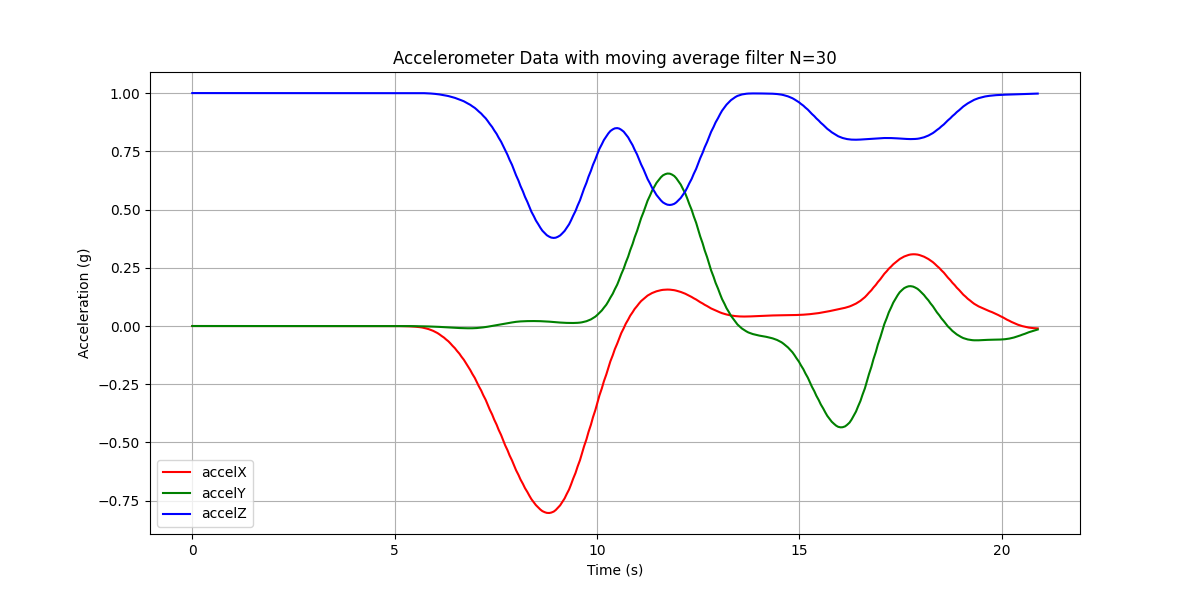 Accelerometer Data with moving average filter N=30
1.00
0.75
0.50
0.25
0.00
−0.25
−0.50
−0.75
Acceleration (g)
accelX
accelY
accelZ
0 5 10 15 20
Time (s)